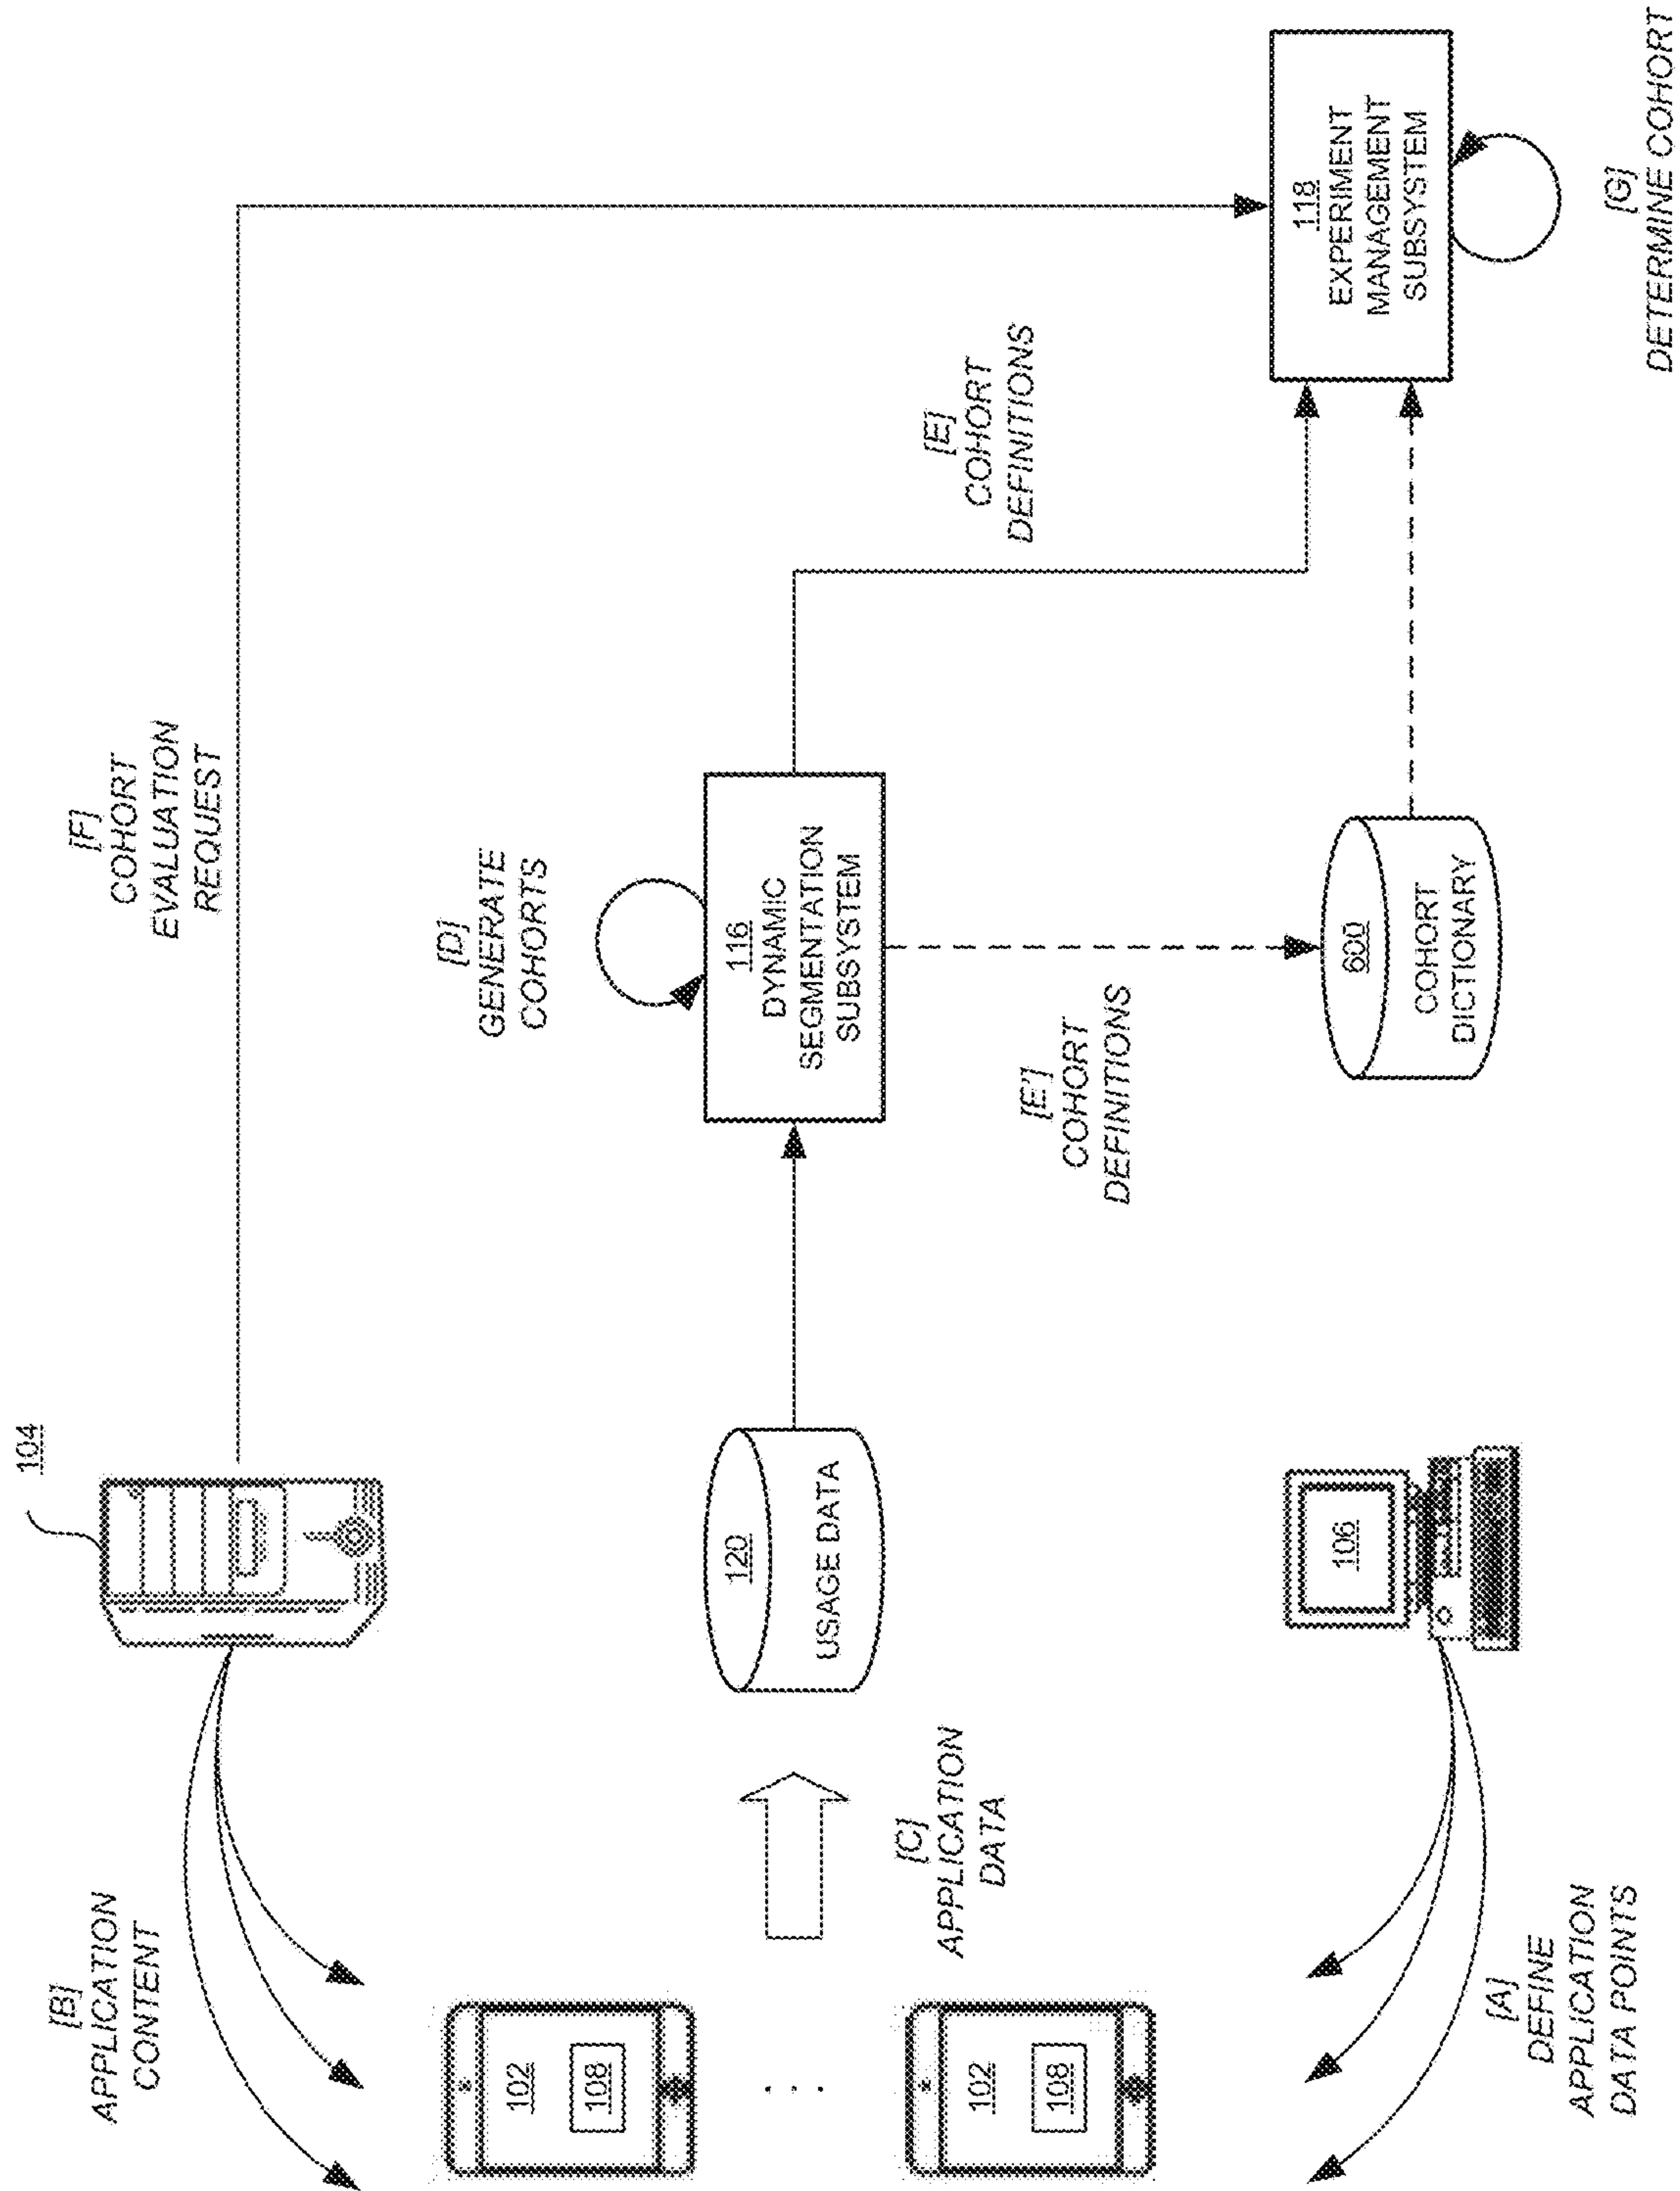 104
[F]
COHORT
EVALUATION
REQUEST
[B]
APPLICATION
CONTENT
[D]
GENERATE
COHORTS
102
108
120
USAGE DATA
116
DYNAMIC
SEGMENTATION
SUBSYSTEM
[E]
COHORT
DEFINITIONS
. . .
[C]
APPLICATION
DATA
102
108
[E']
COHORT
DEFINITIONS
118
EXPERIMENT
MANAGEMENT
SUBSYSTEM
106
600
COHORT
DICTIONARY
[A]
DEFINE
APPLICATION
DATA POINTS
[G]
DETERMINE COHORT